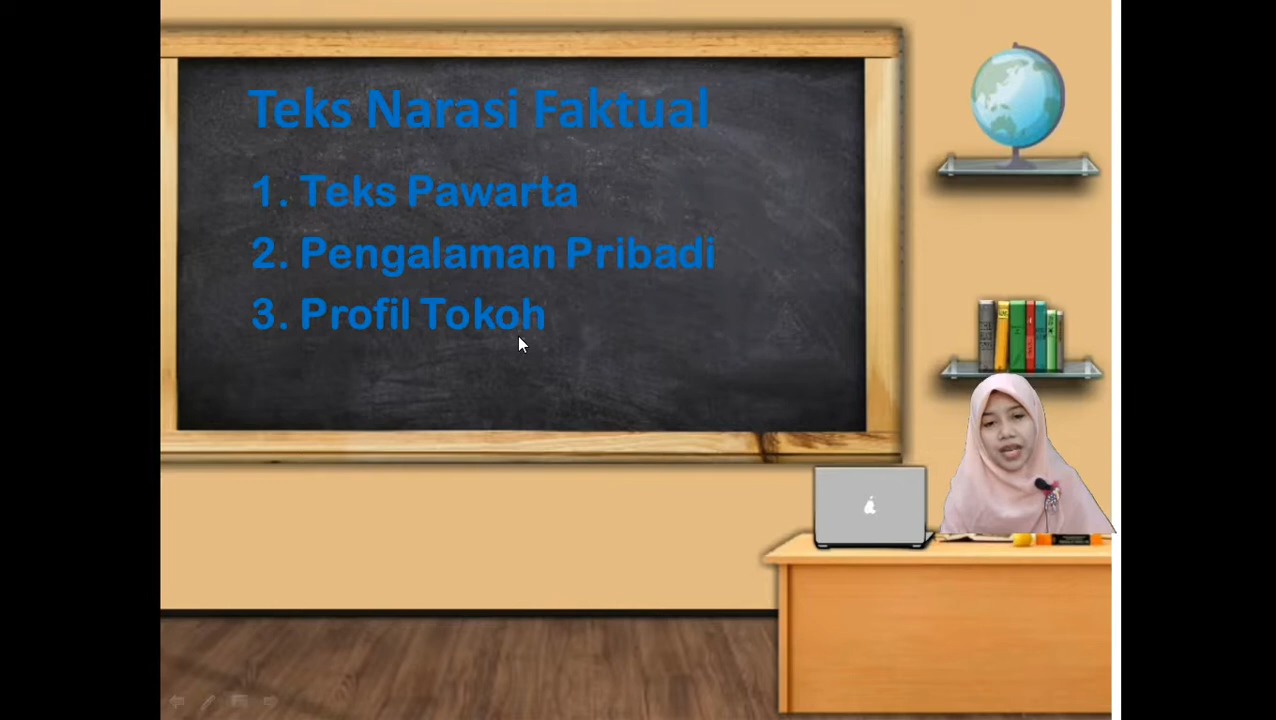 Teks Narasi Faktual
1. Teks Pawarta
2. Pengalaman Pribadi
3. Profil Tokoh